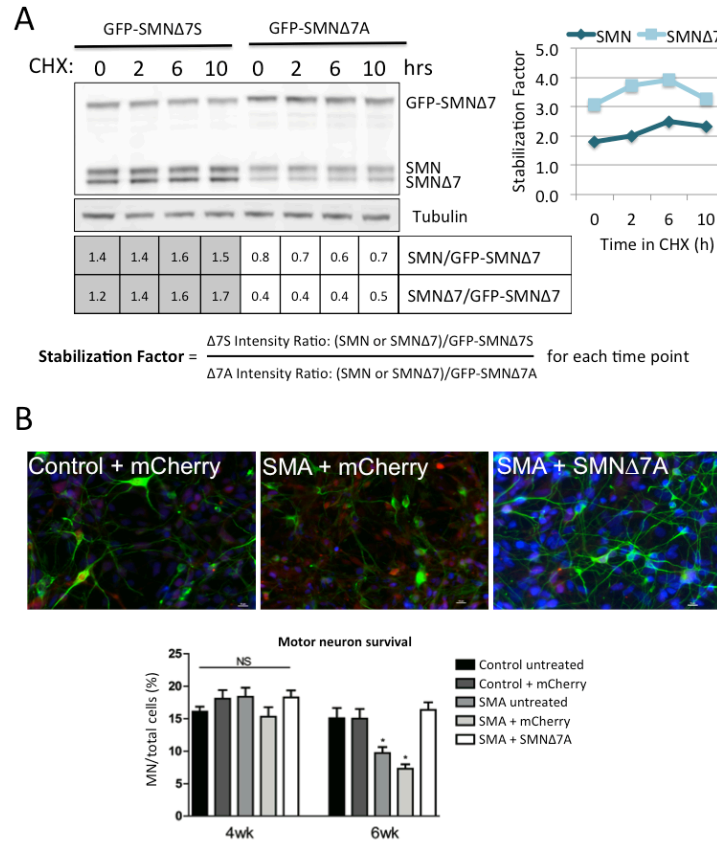 A
GFP-SMNΔ7S GFP-SMNΔ7A
CHX: 0 2 6 10 0 2 6 10 hrs
GFP-SMNΔ7
SMN
SMNΔ7
Tubulin
1.4 1.4 1.6 1.5 0.8 0.7 0.6 0.7 SMN/GFP-SMNΔ7
1.2 1.4 1.6 1.7 0.4 0.4 0.4 0.5 SMNΔ7/GFP-SMNΔ7
SMN SMNΔ7
5.0
4.0
3.0
2.0
1.0
0.0
Stabilization Factor
0 2 6 10
Time in CHX (h)
Stabilization Factor = Δ7S Intensity Ratio: (SMN or SMNΔ7)/GFP-SMNΔ7S
Δ7A Intensity Ratio: (SMN or SMNΔ7)/GFP-SMNΔ7A
for each time point
B
Control + mCherry
SMA + mCherry
SMA + SMNΔ7A
Motor neuron survival
MN/total cells (%)
25
20
15
10
5
0
NS
* *
4wk 6wk
Control untreated
Control + mCherry
SMA untreated
SMA + mCherry
SMA + SMNΔ7A